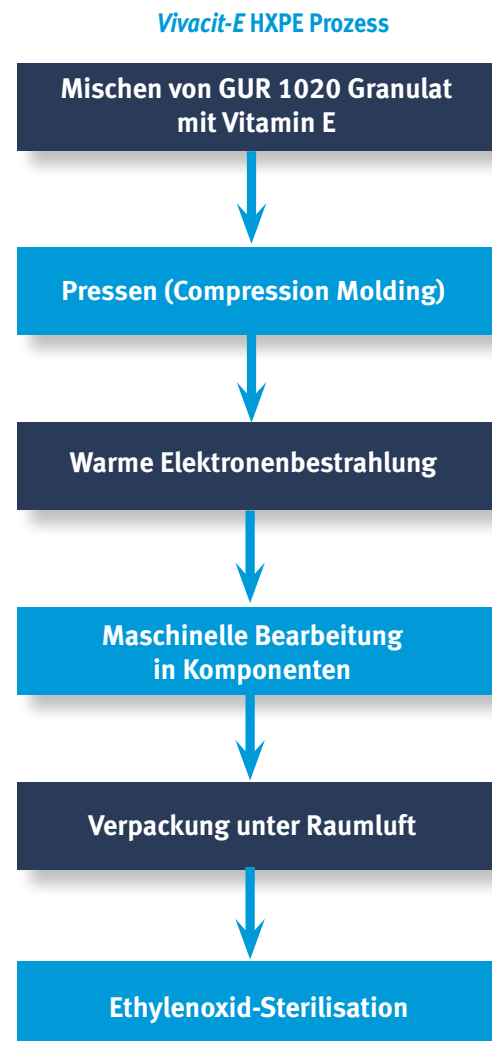 Vivacit-E HXPE Prozess
Mischen von GUR 1020 Granulat
mit Vitamin E
Pressen (Compression Molding)
Warme Elektronenbestrahlung
Maschinelle Bearbeitung
in Komponenten
Verpackung unter Raumluft
Ethylenoxid-Sterilisation